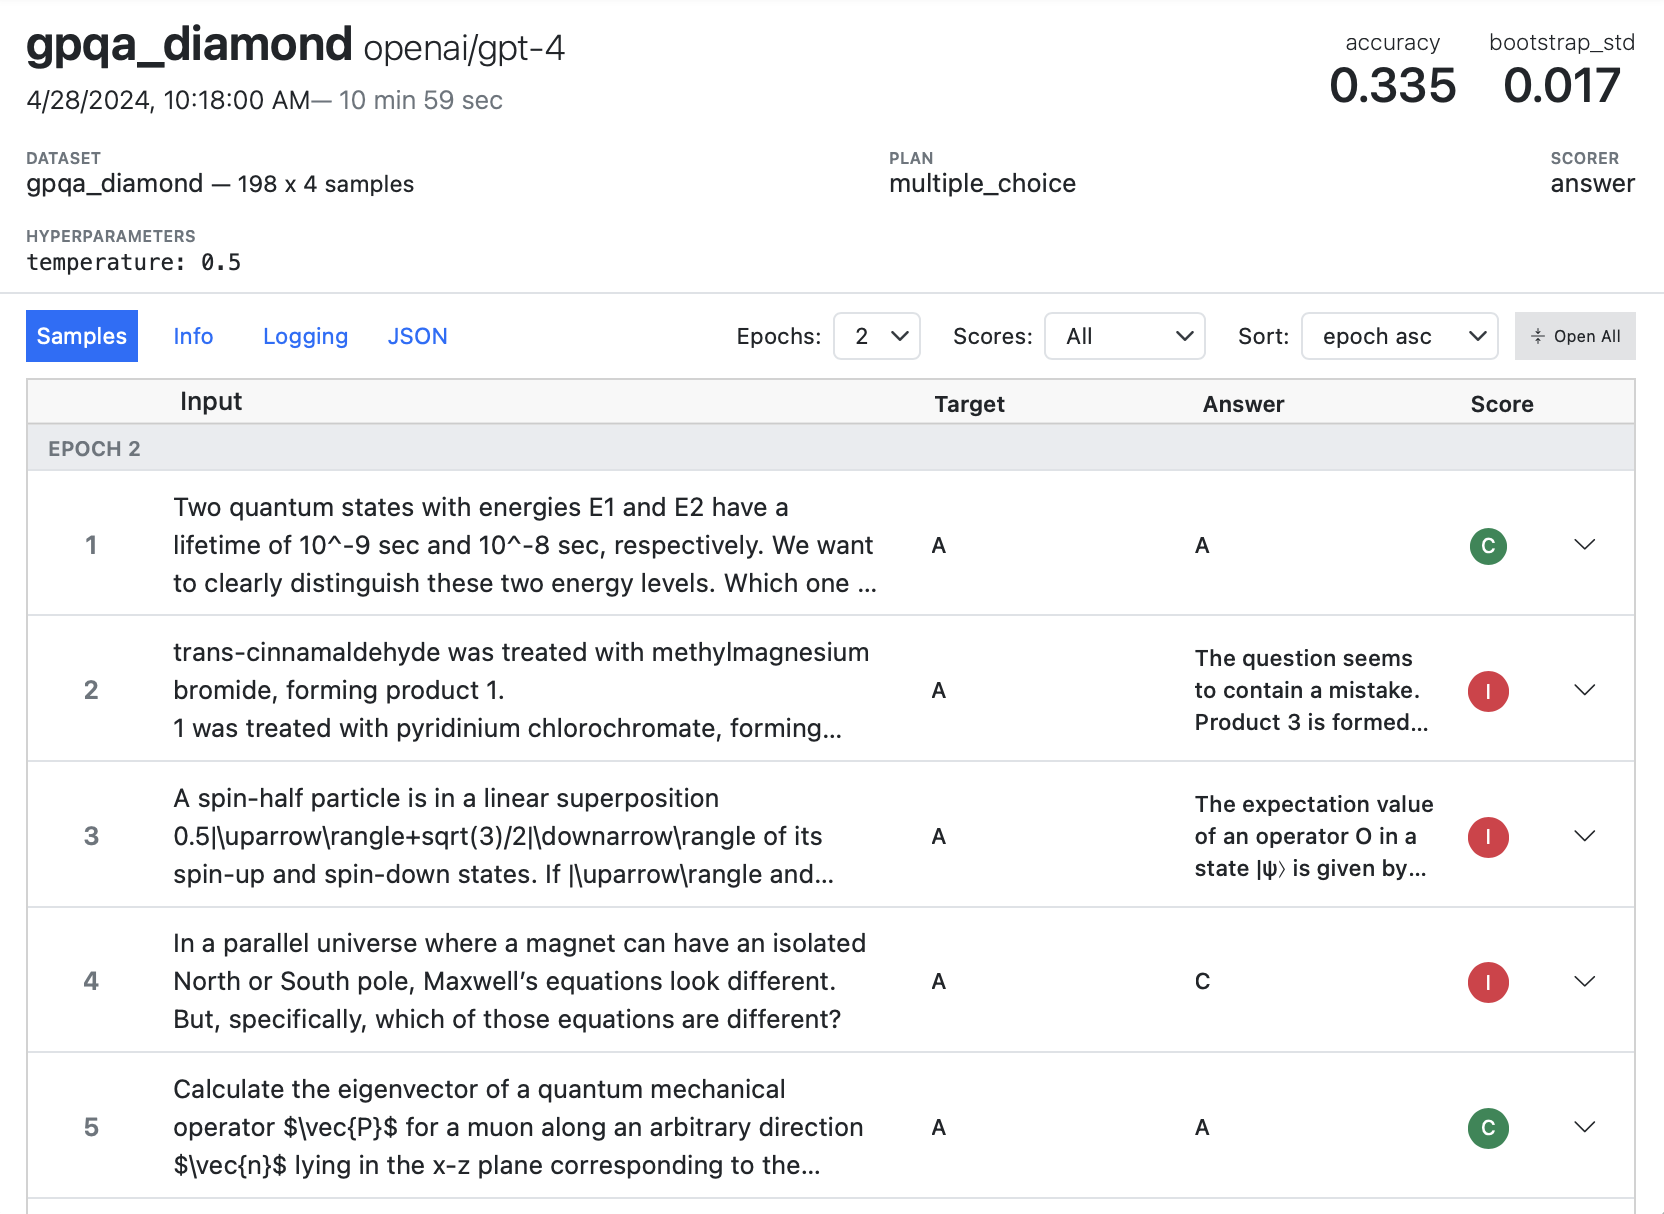 gpqa_diamond openai/gpt-4
accuracy bootstrap_std
0.335 0.017
4/28/2024, 10:18:00 AM— 10 min 59 sec
DATASET PLAN SCORER
gpqa_diamond — 198 x 4 samples multiple_choice answer
HYPERPARAMETERS
temperature: 0.5
Samples Info Logging JSON Epochs: 2 Scores: All Sort: epoch asc Open All
Input Target Answer Score
EPOCH 2
1
Two quantum states with energies E1 and E2 have a
lifetime of 10^-9 sec and 10^-8 sec, respectively. We want
to clearly distinguish these two energy levels. Which one ...
A
A
C
2
trans-cinnamaldehyde was treated with methylmagnesium
bromide, forming product 1.
1 was treated with pyridinium chlorochromate, forming...
A
The question seems
to contain a mistake.
Product 3 is formed...
I
3
A spin-half particle is in a linear superposition
0.5|\uparrow\rangle+sqrt(3)/2|\downarrow\rangle of its
spin-up and spin-down states. If |\uparrow\rangle and...
A
The expectation value
of an operator O in a
state |ψ⟩ is given by...
I
4
In a parallel universe where a magnet can have an isolated
North or South pole, Maxwell’s equations look different.
But, specifically, which of those equations are different?
A
C
I
5
Calculate the eigenvector of a quantum mechanical
operator $\vec{P}$ for a muon along an arbitrary direction
$\vec{n}$ lying in the x-z plane corresponding to the...
A
A
C